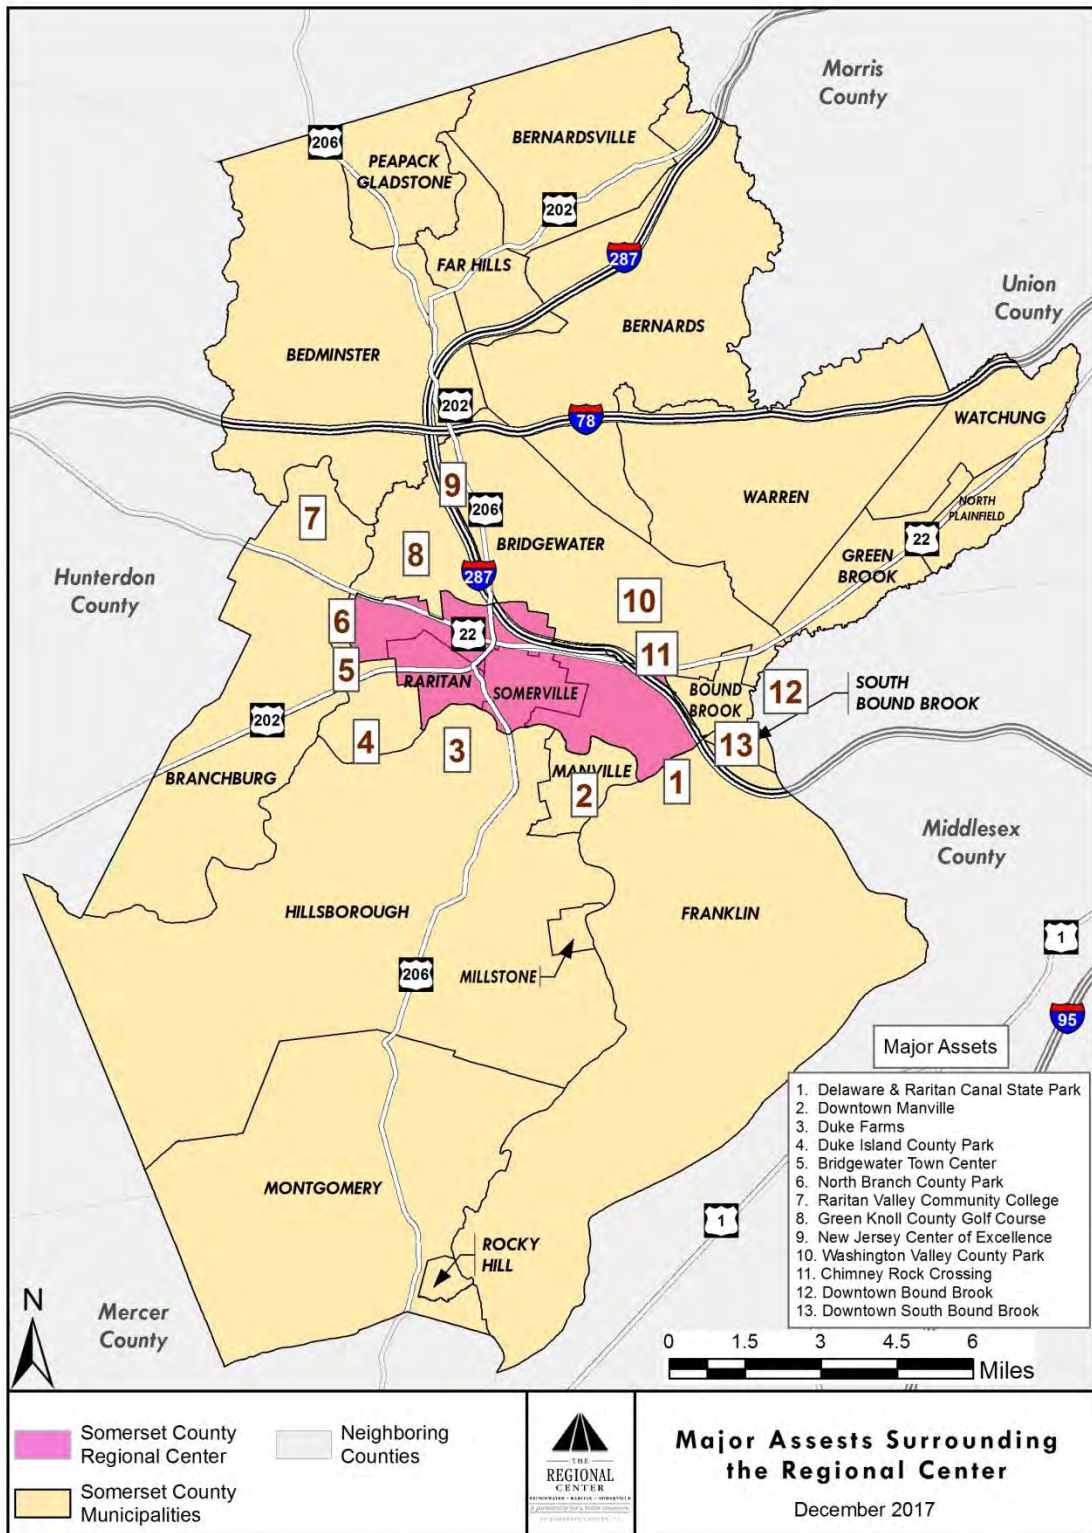 Morris
County
206
PEAPACK
GLADSTONE
BERNARDSVILLE
202
FAR HILLS
287
Union
County
BERNARDS
BEDMINSTER
202
78
WATCHUNG
9
WARREN
7
206
NORTH
PLAINFIELD
22
8
BRIDGEWATER
GREEN
BROOK
Hunterdon
County
287
10
6
22
11
5
RARITAN
SOMERVILLE
BOUND
BROOK
12
SOUTH
BOUND BROOK
202
4
3
13
BRANCHBURG
MANVILLE
2
1
Middlesex
County
HILLSBOROUGH
FRANKLIN
1
206
MILLSTONE
95
Major Assets
1. Delaware & Raritan Canal State Park
2. Downtown Manville
3. Duke Farms
4. Duke Island County Park
5. Bridgewater Town Center
6. North Branch County Park
7. Raritan Valley Community College
8. Green Knoll County Golf Course
9. New Jersey Center of Excellence
10. Washington Valley County Park
11. Chimney Rock Crossing
12. Downtown Bound Brook
13. Downtown South Bound Brook
MONTGOMERY
1
ROCKY
HILL
N
Mercer
County
0 1.5 3 4.5 6
Miles
Somerset County
Regional Center
Neighboring
Counties
Somerset County
Municipalities
THE
REGIONAL
CENTER
BRIDGEWATER • RARITAN • SOMERVILLE
Major Assests Surrounding
the Regional Center
December 2017